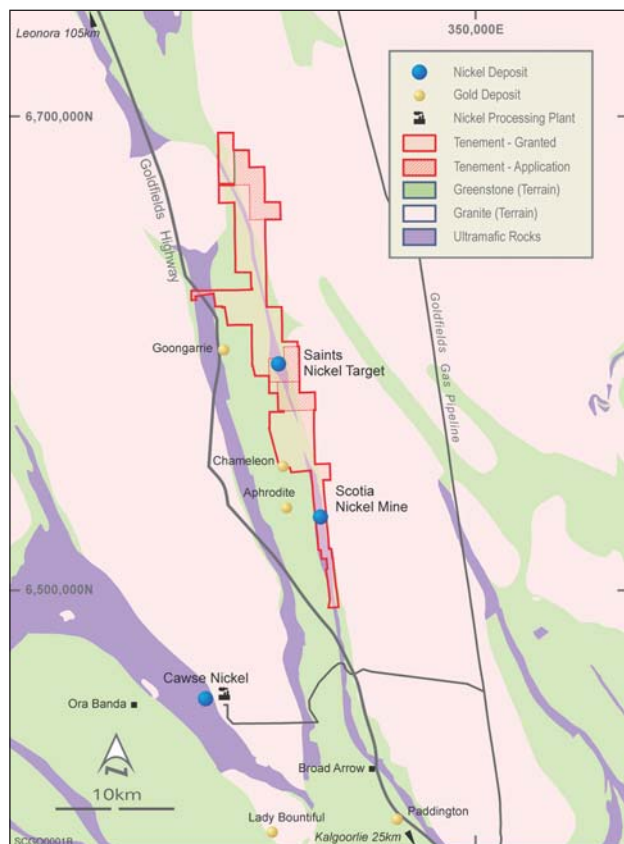 Leonora 105km
350,000E
Nickel Deposit
Gold Deposit
Nickel Processing Plant
Tenement - Granted
Tenement - Application
Greenstone (Terrain)
Granite (Terrain)
Ultramafic Rocks
6,700,000N
Goldfields Highway
Goldfields Gas Pipeline
Goongarrie
Saints
Nickel Target
Chameleon
Aphrodite
Scotia
Nickel Mine
6,500,000N
Cawse Nickel
Ora Banda
10km
Broad Arrow
Paddington
Lady Bountiful
Kalgoorlie 25km
SCGO0001B